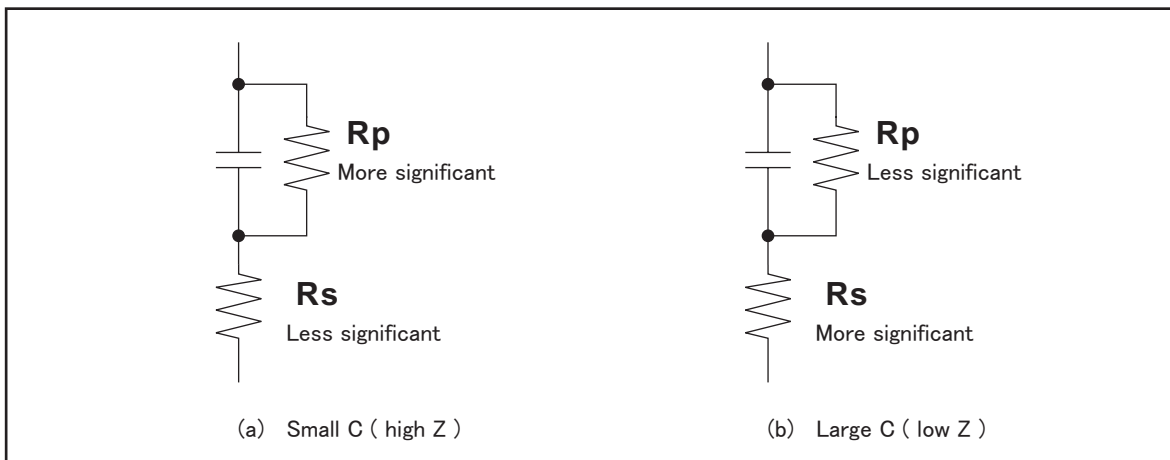 Rp
More significant
Rs
Less significant
(a) Small C ( high Z )
Rp
Less significant
Rs
More significant
(b) Large C ( low Z )